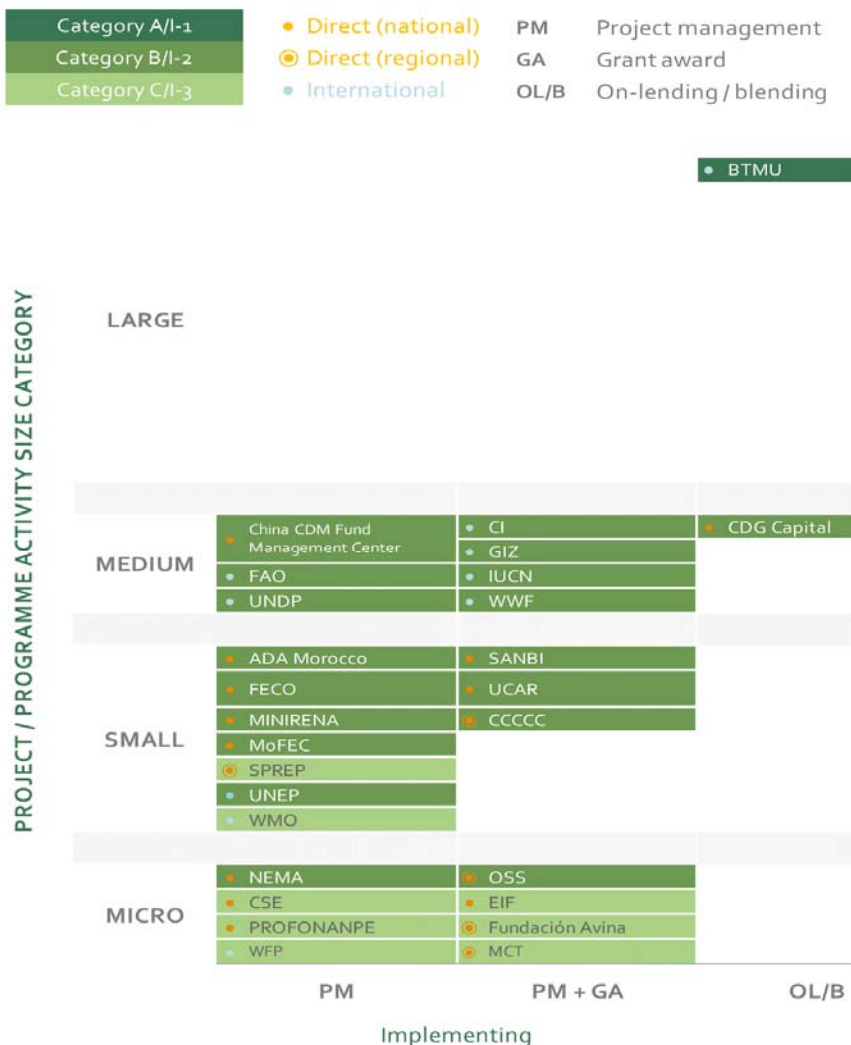 Category A/I-1
Category B/I-2
Category C/I-3
Direct (national)
Direct (regional)
International
PM Project management
GA Grant award
OL/B On-lending / blending
BTMU
PROJECT / PROGRAMME ACTIVITY SIZE CATEGORY
LARGE
MEDIUM
China CDM Fund
Management Center
FAO
UNDP
CI
GIZ
IUCN
WWF
CDG Capital
SMALL
ADA Morocco
FECO
MINIRENA
MoFEC
SPREP
UNEP
WMO
SANBI
UCAR
CCCCC
MICRO
NEMA
CSE
PROFONANPE
WFP
OSS
EIF
Fundación Avina
MCT
PM
PM + GA
OL/B
Implementing